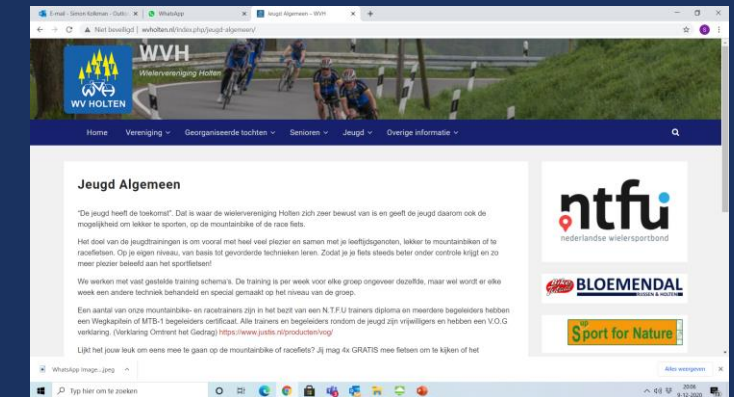 E-mail - Simon Kolkman - Outlo
WhatsApp
Jeugd Algemeen – WVH
Niet beveiligd | wvholten.nl/index.php/jeugd-algemeen/
S
WVH
Wielervereniging Holten
WV HOLTEN
Home Vereniging Georganiseerde tochten Senioren Jeugd Overige informatie
Jeugd Algemeen
"De jeugd heeft de toekomst". Dat is waar de wielervereniging Holten zich zeer bewust van is en geeft de jeugd daarom ook de
mogelijkheid om lekker te sporten, op de mountainbike of de race fiets.
Het doel van de jeugdtrainingen is om vooral met heel veel plezier en samen met je leeftijdsgenoten, lekker te mountainbiken of te
racefietsen. Op je eigen niveau, van basis tot gevorderde technieken leren. Zodat je je fiets steeds beter onder controle krijgt en zo
meer plezier beleefd aan het sportfietsen!
We werken met vast gestelde training schema's. De training is per week voor elke groep ongeveer dezelfde, maar wel wordt er elke
week een andere techniek behandeld en special gemaakt op het niveau van de groep.
Een aantal van onze mountainbike- en racetrainers zijn in het bezit van een N.T.F.U trainers diploma en meerdere begeleiders hebben
een Wegkapitein of MTB-1 begeleiders certificaat. Alle trainers en begeleiders rondom de jeugd zijn vrijwilligers en hebben een V.O.G
verklaring. (Verklaring Omtrent het Gedrag) https://www.justis.nl/producten/vog/
Lijkt het jouw leuk om eens mee te gaan op de mountainbike of racefiets? Jij mag 4x GRATIS mee fietsen om te kijken of het
ntfu
nederlandse wielersportbond
Bike Totaal BLOEMENDAL
RIJSSEN & HOLTEN
Sport for Nature
WhatsApp Image...jpeg
Alles weergeven
Typ hier om te zoeken
20:06
9-12-2020